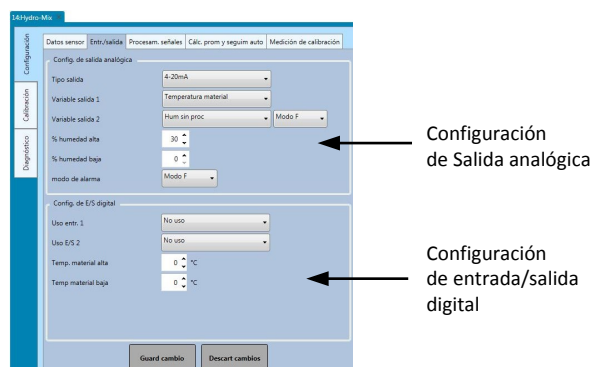 14:Hydro-Mix
Configuración
Calibración
Diagnóstico
Datos sensor Entr./salida Procesam. señales Cálc. prom y seguim auto Medición de calibración
Config. de salida analógica
Tipo salida 4-20mA
Variable salida 1 Temperatura material
Variable salida 2 Hum sin proc Modo F
% humedad alta 30
% humedad baja 0
modo de alarma Modo F
Configuración
de Salida analógica
Config. de E/S digital
Uso entr. 1 No uso
Uso E/S 2 No uso
Temp. material alta 0 °C
Temp material baja 0 °C
Configuración
de entrada/salida
digital
Guard cambio Descart cambios